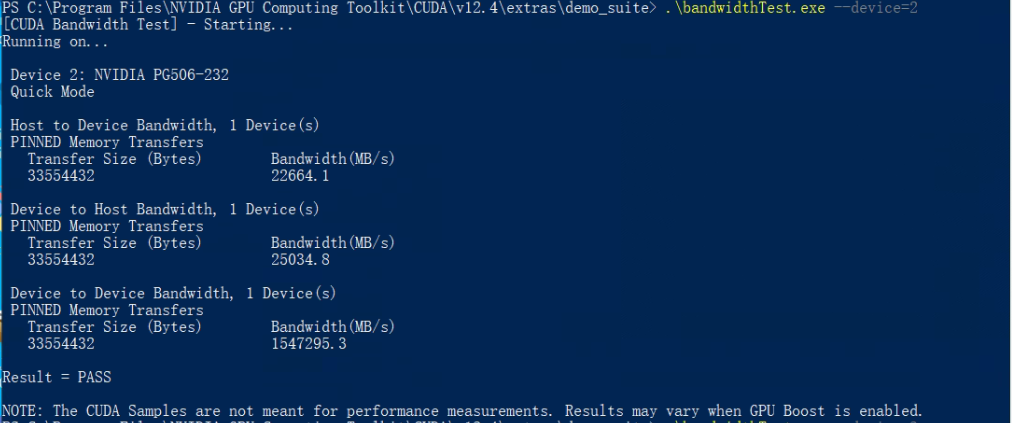 PS C:\Program Files\NVIDIA GPU Computing Toolkit\CUDA\v12.4\extras\demo_suite> .\bandwidthTest.exe --device=2
[CUDA Bandwidth Test] - Starting...
Running on...
Device 2: NVIDIA PG506-232
Quick Mode
Host to Device Bandwidth, 1 Device(s)
PINNED Memory Transfers
Transfer Size (Bytes) Bandwidth(MB/s)
33554432 22664.1
Device to Host Bandwidth, 1 Device(s)
PINNED Memory Transfers
Transfer Size (Bytes) Bandwidth(MB/s)
33554432 25034.8
Device to Device Bandwidth, 1 Device(s)
PINNED Memory Transfers
Transfer Size (Bytes) Bandwidth(MB/s)
33554432 1547295.3
Result = PASS
NOTE: The CUDA Samples are not meant for performance measurements. Results may vary when GPU Boost is enabled.